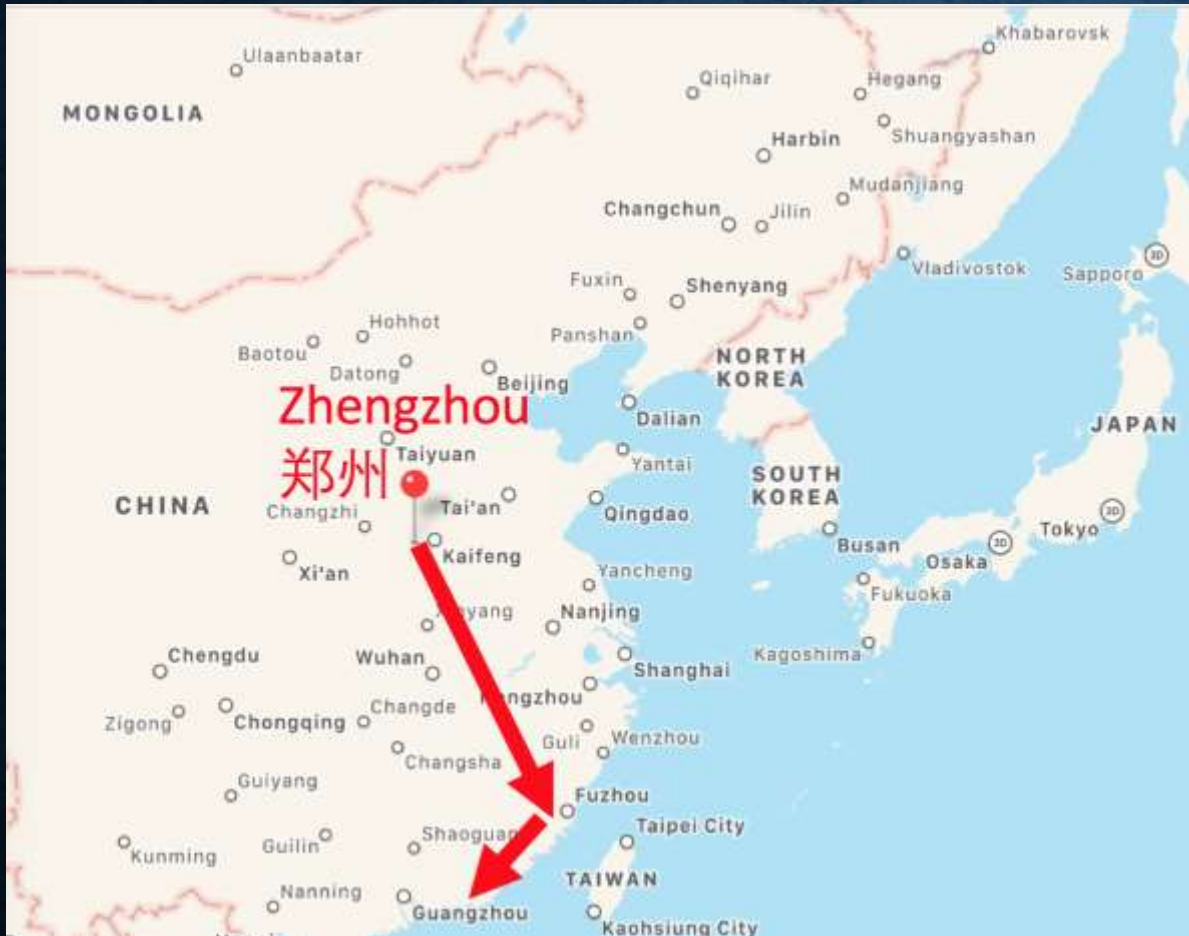 Ulaanbaatar
Khabarovsk
Qiqihar
Hegang
MONGOLIA
Shuangyashan
Harbin
Mudanjiang
Changchun
Jilin
Vladivostok
Sapporo
3D
Fuxin
Shenyang
Hohhot
Panshan
Baotou
Datong
Beijing
NORTH
KOREA
Zhengzhou
Dalian
JAPAN
Taiyuan
Yantai
郑州
SOUTH
KOREA
CHINA
Tai'an
Changzhi
Qingdao
Tokyo
3D
Kaifeng
Busan
Osaka
3D
Xi'an
Yancheng
Fukuoka
Nanjing
Chengdu
Wuhan
Shanghai
Kagoshima
Zigong
Chongqing
Changde
Guli
Wenzhou
Changsha
Guiyang
Fuzhou
Taipei City
Kunming
Guilin
TAIWAN
Nanning
Guangzhou
Kaohsiung City